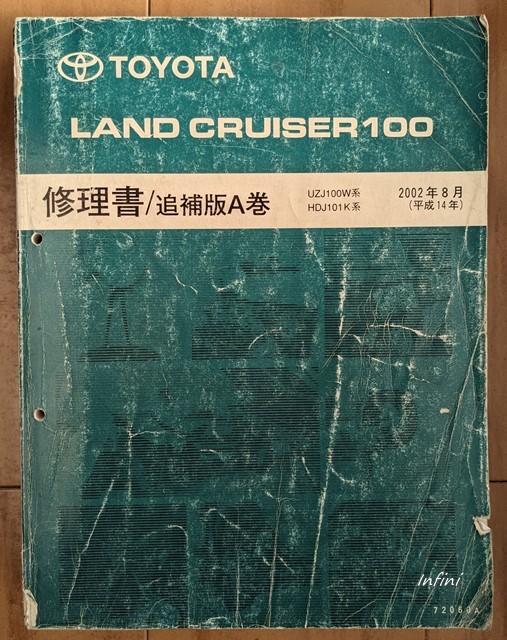 TOYOTA
LAND CRUISER 100
修理書/追補版A巻
UZJ100W系
HDJ101K系
2002年8月
(平成14年)
Infini
72060A